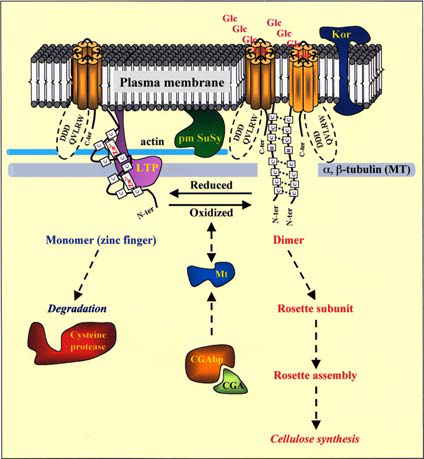 Glc
Glc
Glc
Glc
Glc
Kor
Plasma membrane
DDD
QVLRW
C-ter
actin
pm SuSy
DDD
QVLRW
C-ter
C-ter
DDD
QVLRW
LTP
α, β-tubulin (MT)
N-ter
Reduced
Oxidized
N-ter
N-ter
Monomer (zinc finger)
Mt
Dimer
Degradation
Rosette subunit
Cysteine
protease
CGAbp
CGA
Rosette assembly
Cellulose synthesis